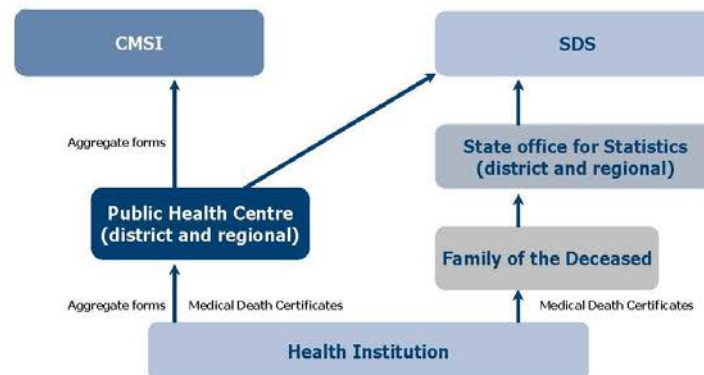 CMSI
SDS
Aggregate forms
State office for Statistics
(district and regional)
Public Health Centre
(district and regional)
Family of the Deceased
Aggregate forms
Medical Death Certificates
Medical Death Certificates
Health Institution